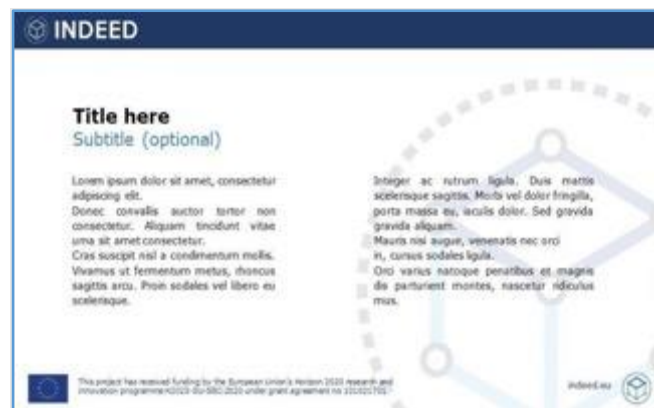 INDEED
Title here
Subtitle (optional)
Lorem ipsum dolor sit amet, consectetur
adipiscing elit.
Donec convallis auctor tortor non
consectetur. Aliquam tincidunt vitae
urna sit amet consectetur.
Cras suscipit nisl a condimentum mollis.
Vivamus ut fermentum metus, rhoncus
sagittis arcu. Proin sodales vel libero eu
scelerisque.
Integer ac rutrum ligula. Duis mattis
scelerisque sagittis. Morbi vel dolor fringilla,
porta massa eu, iaculis dolor. Sed gravida
gravida aliquam.
Mauris nisi augue, venenatis nec orci
in, cursus sodales ligula.
Orci varius natoque penatibus et magnis
dis parturient montes, nascetur ridiculus
mus.
This project has received funding by the European Union's Horizon 2020 research and
innovation programme under grant agreement no
indeed.eu